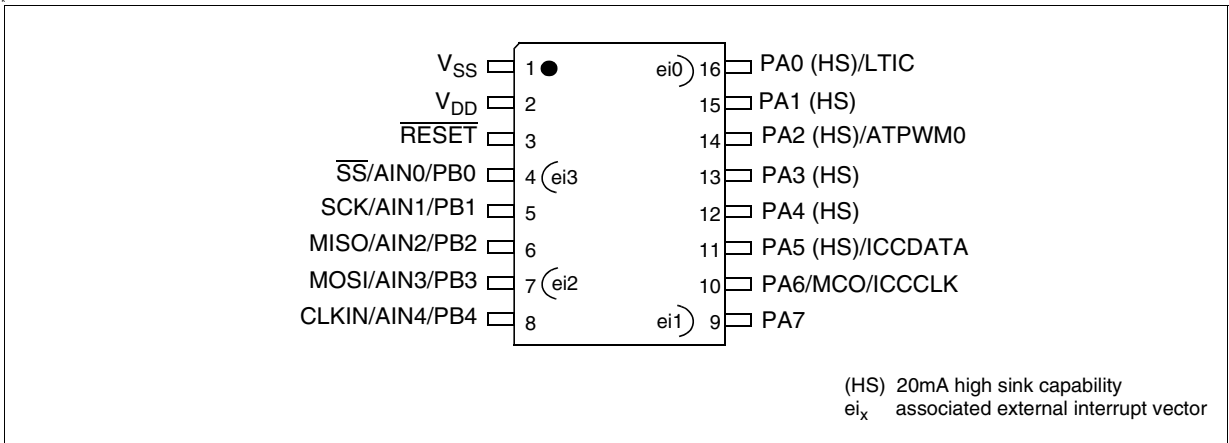 V_SS 1 ei0 16 PA0 (HS)/LTIC
V_DD 2 15 PA1 (HS)
RESET 3 14 PA2 (HS)/ATPWM0
SS/AIN0/PB0 4 ei3 13 PA3 (HS)
SCK/AIN1/PB1 5 12 PA4 (HS)
MISO/AIN2/PB2 6 11 PA5 (HS)/ICCDATA
MOSI/AIN3/PB3 7 ei2 10 PA6/MCO/ICCCLK
CLKIN/AIN4/PB4 8 ei1 9 PA7
(HS) 20mA high sink capability
ei_x associated external interrupt vector